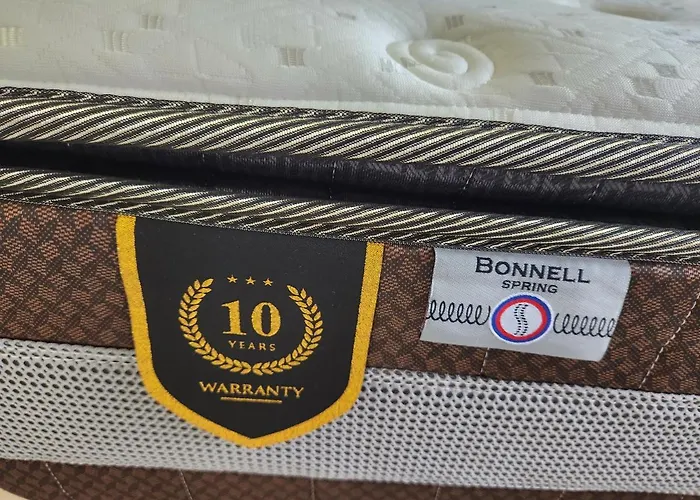 10
YEARS
WARRANTY
BONNELL
SPRING